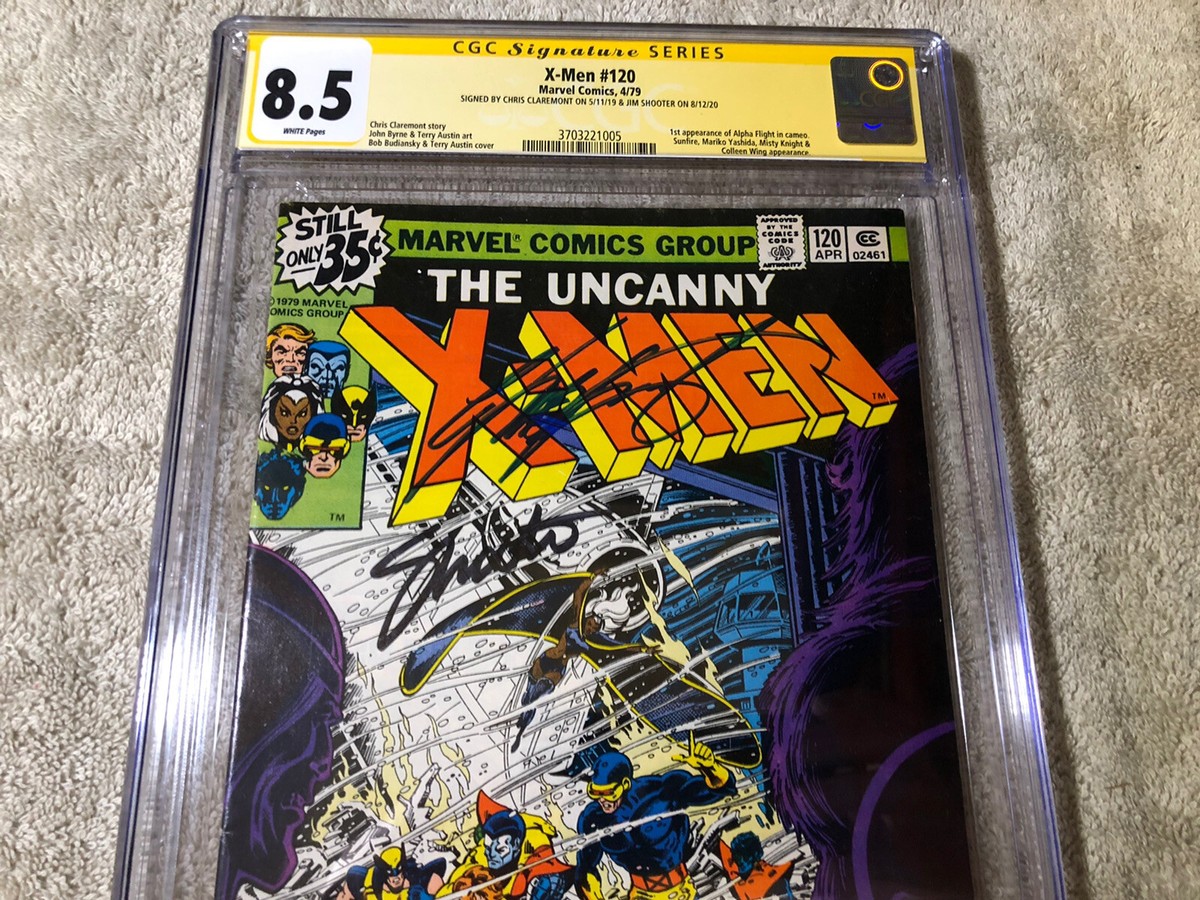 CGC Signature SERIES
8.5
WHITE Pages
X-Men #120
Marvel Comics, 4/79
SIGNED BY CHRIS CLAREMONT ON 5/11/19 & JIM SHOOTER ON 8/12/20
Chris Claremont story
John Byrne & Terry Austin art
Bob Budiansky & Terry Austin cover
3703221005
1st appearance of Alpha Flight in cameo.
Sunfire, Mariko Yashida, Misty Knight &
Colleen Wing appearance.
CGC
STILL
ONLY 35¢
MARVEL® COMICS GROUP
APPROVED
BY THE
COMICS
CODE
CA
AUTHORITY
120
APR
CC
02461
© 1979 MARVEL
COMICS GROUP
THE UNCANNY
X-MEN
TM
TM